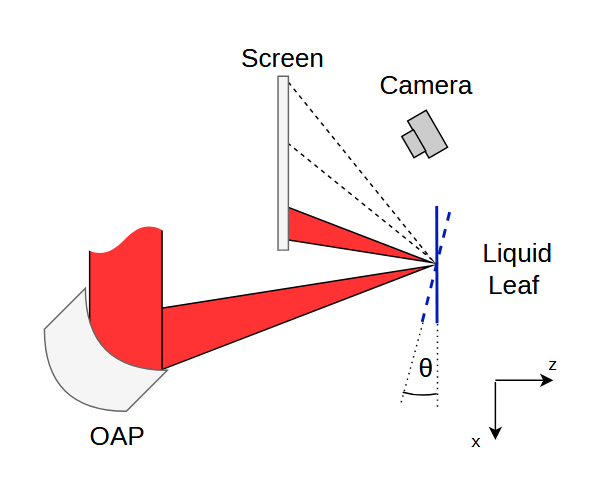 Screen
Camera
Liquid
Leaf
θ
z
x
OAP